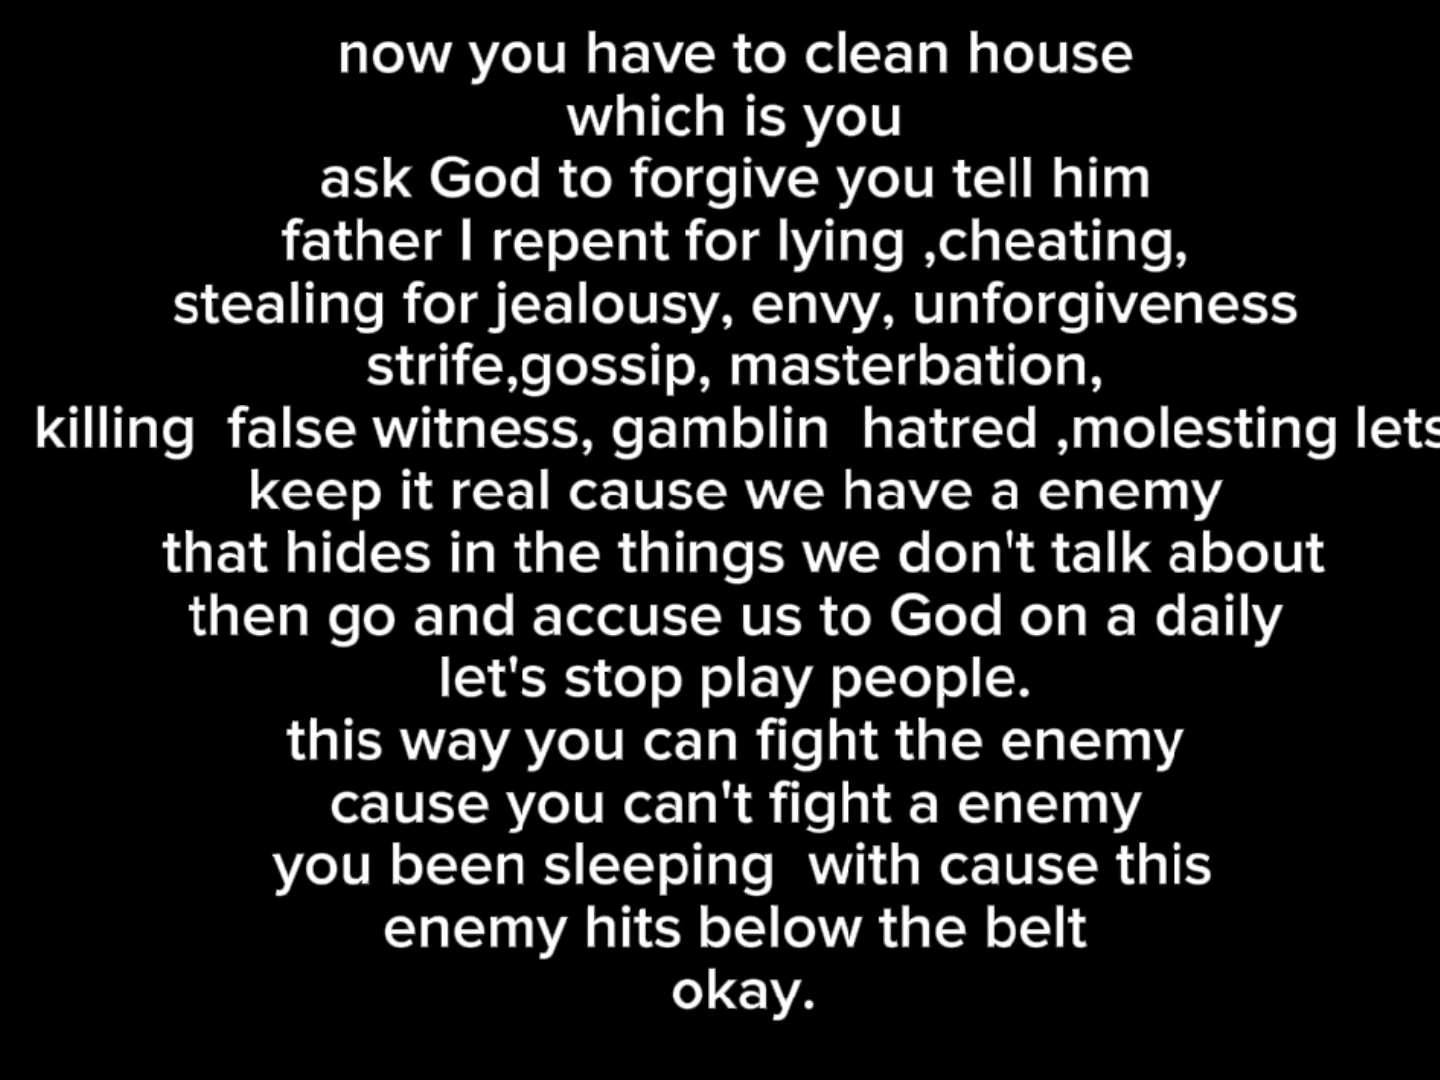 now you have to clean house
which is you
ask God to forgive you tell him
father I repent for lying ,cheating,
stealing for jealousy, envy, unforgiveness
strife,gossip, masterbation,
killing  false witness, gamblin  hatred ,molesting lets
keep it real cause we have a enemy
that hides in the things we don't talk about
then go and accuse us to God on a daily
let's stop play people.
this way you can fight the enemy
cause you can't fight a enemy
you been sleeping  with cause this
enemy hits below the belt
okay.